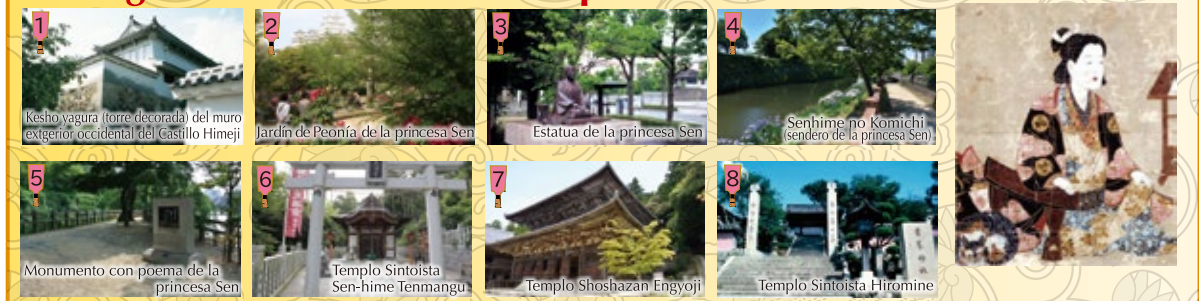 1
Kesho yagura (torre decorada) del muro
extgerior occidental del Castillo Himeji
2
Jardín de Peonía de la princesa Sen
3
Estatua de la princesa Sen
4
Senhime no Komichi
(sendero de la princesa Sen)
5
Monumento con poema de la
princesa Sen
6
Templo Sintoista
Sen-hime Tenmangu
7
Templo Shoshazan Engyoji
8
Templo Sintoista Hiromine